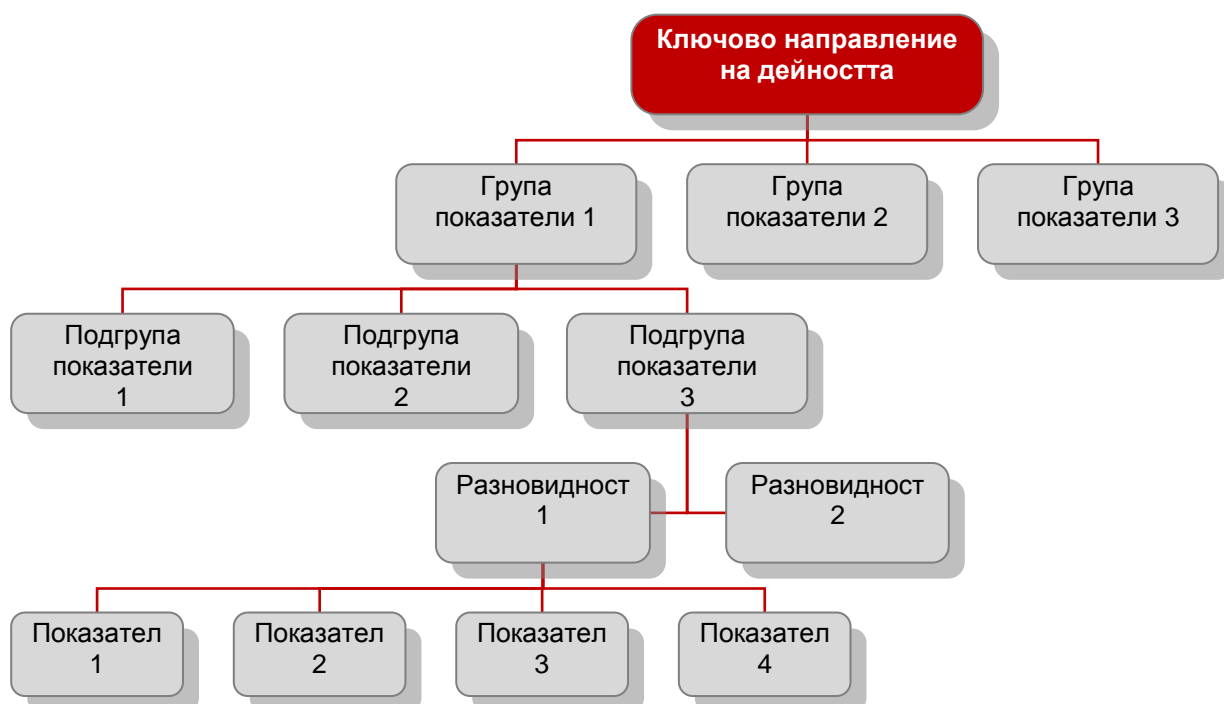 Ключово направление
на дейността
Група
показатели 1
Група
показатели 2
Група
показатели 3
Подгрупа
показатели
1
Подгрупа
показатели
2
Подгрупа
показатели
3
Разновидност
1
Разновидност
2
Показател
1
Показател
2
Показател
3
Показател
4